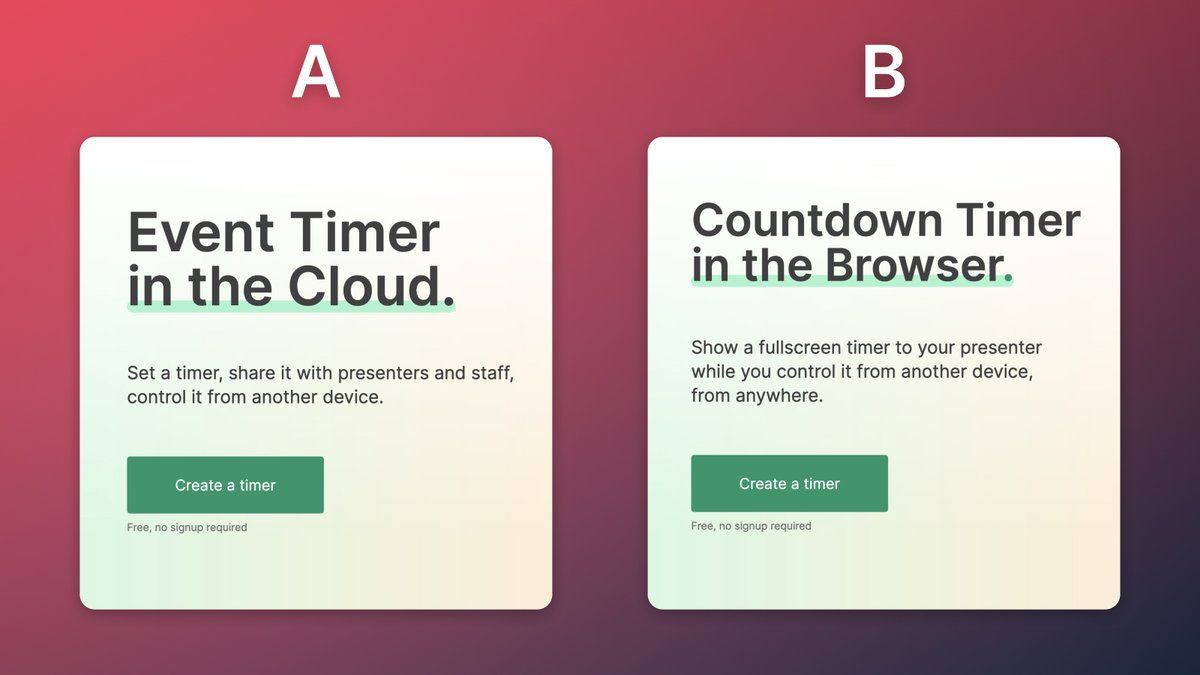 A
Event Timer
in the Cloud.
Set a timer, share it with presenters and staff,
control it from another device.
Create a timer
Free, no signup required
B
Countdown Timer
in the Browser.
Show a fullscreen timer to your presenter
while you control it from another device,
from anywhere.
Create a timer
Free, no signup required